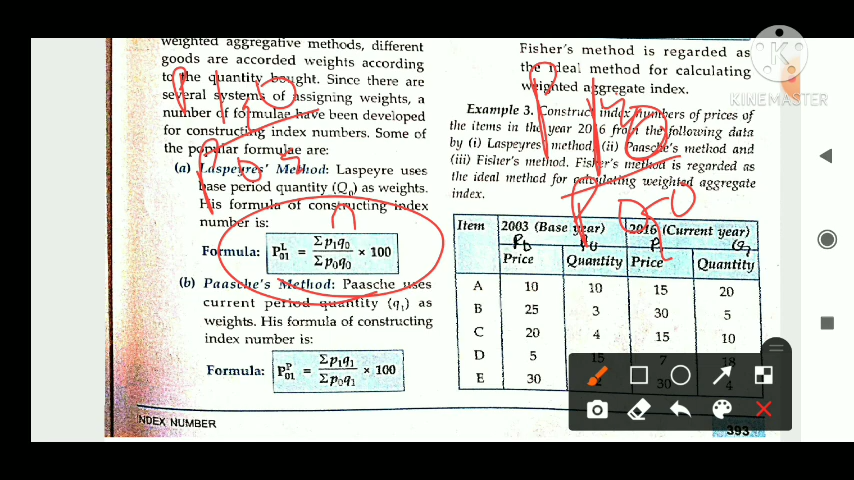 weighted aggregative methods, different
goods are accorded weights according
to the quantity bought. Since there are
several systems of assigning weights, a
number of formulae have been developed
for constructing index numbers. Some of
the popular formulae are:
(a) Laspeyres' Method: Laspeyre uses
base period quantity (Q₀) as weights.
His formula of constructing index
number is:
Formula: P₀₁ᴸ = Σp₁q₀ / Σp₀q₀ × 100
(b) Paasche's Method: Paasche uses
current period quantity (q₁) as
weights. His formula of constructing
index number is:
Formula: P₀₁ᴾ = Σp₁q₁ / Σp₀q₁ × 100
NDEX NUMBER
Fisher's method is regarded as
the ideal method for calculating
weighted aggregate index.
Example 3. Construct index numbers of prices of
the items in the year 2016 from the following data
by (i) Laspeyres method (ii) Paasche's method and
(iii) Fisher's method. Fisher's method is regarded as
the ideal method for calculating weighted aggregate
index.
Item 2003 (Base year) 2016 (Current year)
Price Quantity Price Quantity
A 10 10 15 20
B 25 3 30 5
C 20 4 15 10
D 5 15 7 18
E 30 30 4
393
KINEMASTER